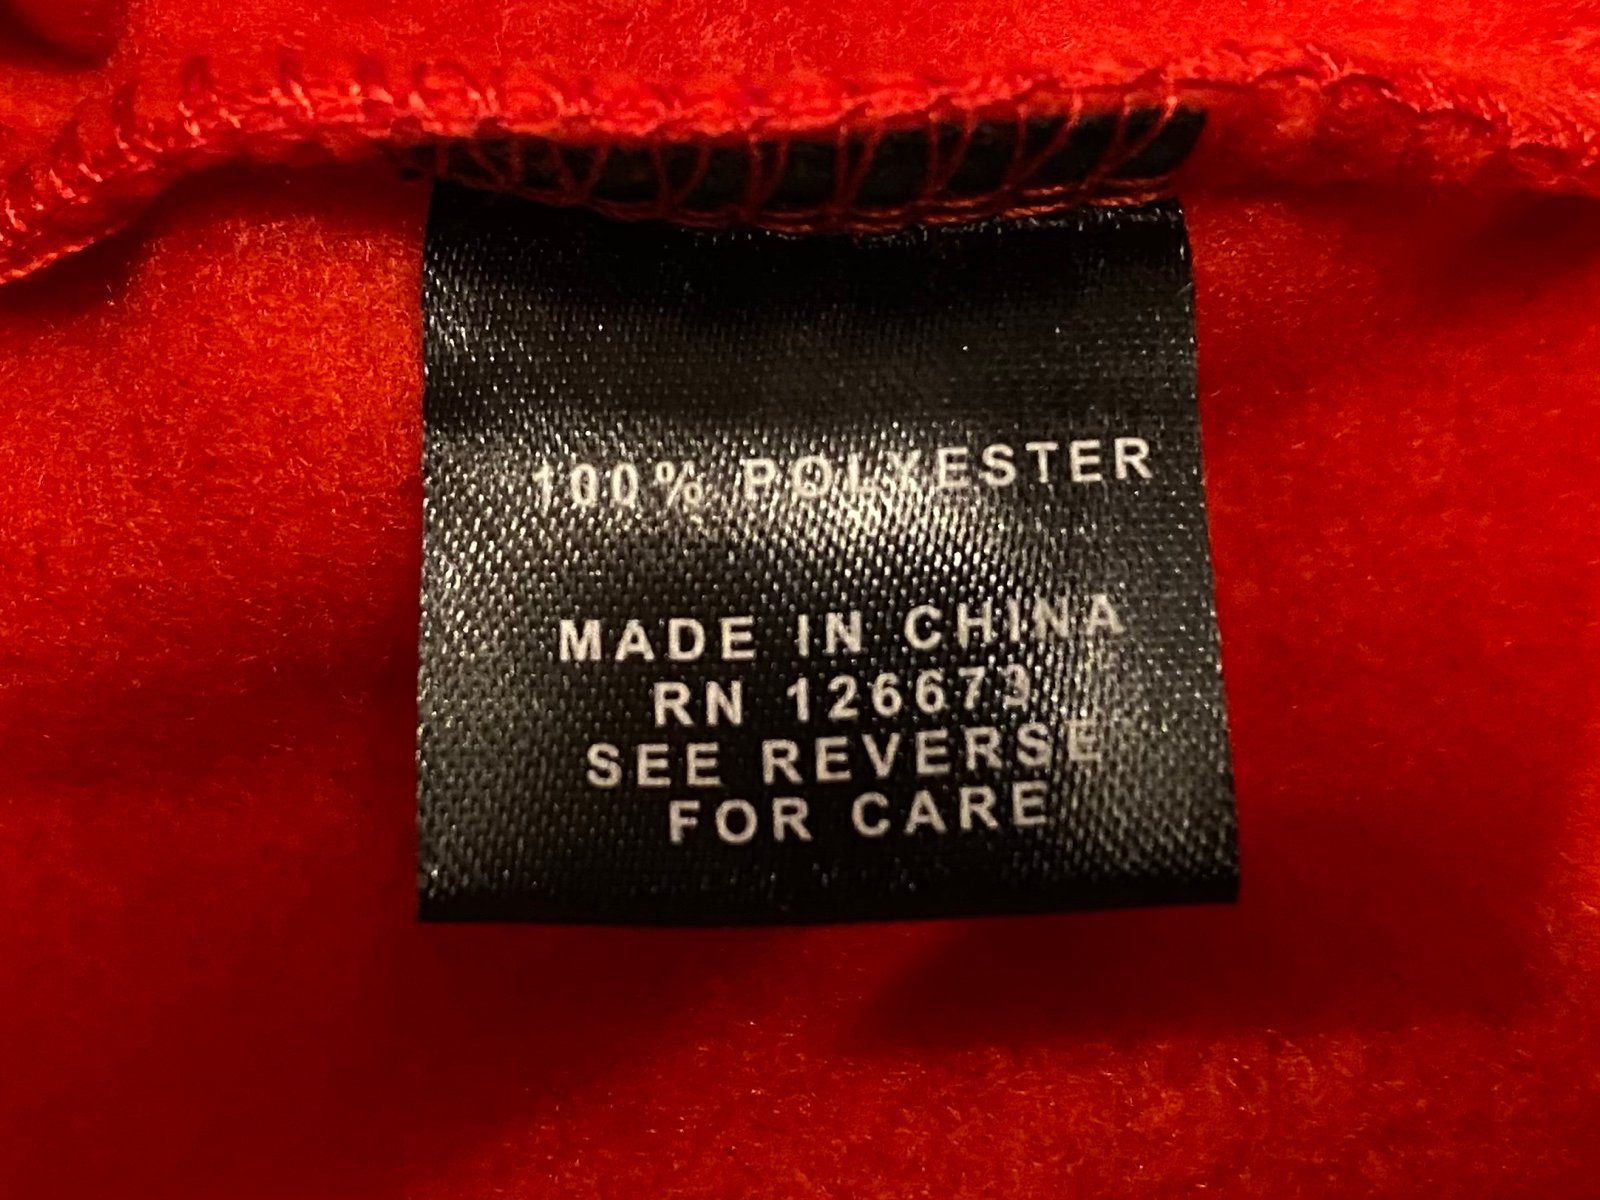 100% POLYESTER
MADE IN CHINA
RN 126673
SEE REVERSE
FOR CARE